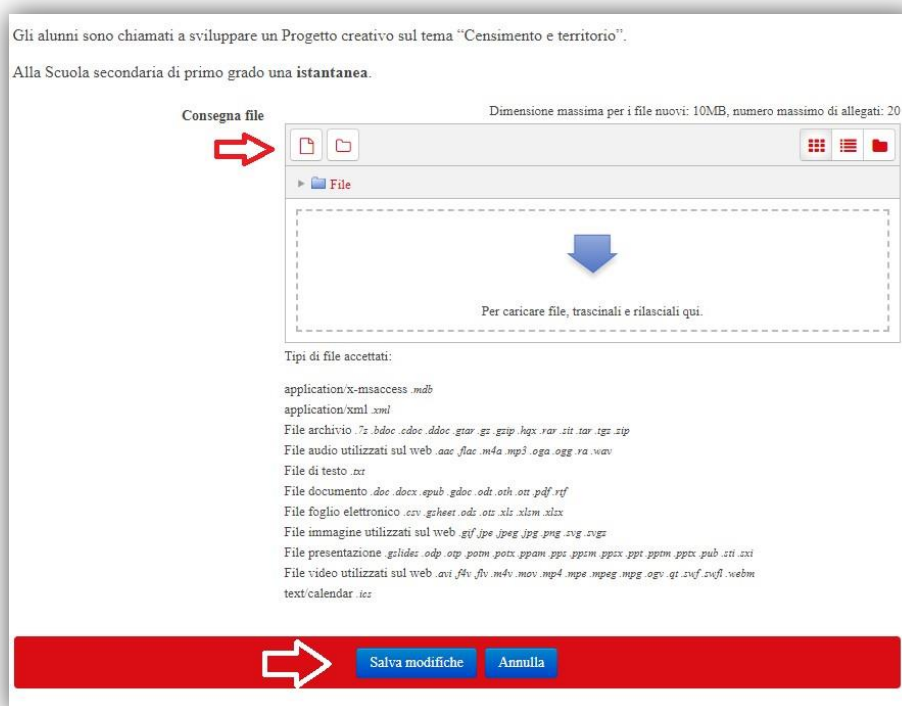 Gli alunni sono chiamati a sviluppare un Progetto creativo sul tema “Censimento e territorio”.
Alla Scuola secondaria di primo grado una istantanea.
Consegna file
Dimensione massima per i file nuovi: 10MB, numero massimo di allegati: 20
File
Per caricare file, trascinali e rilasciali qui.
Tipi di file accettati:
application/x-msaccess .mdb
application/xml .xml
File archivio .7z .bdoc .cdoc .ddoc .gtar .gz .gzip .hqx .rar .sit .tar .tgz .zip
File audio utilizzati sul web .aac .flac .m4a .mp3 .oga .ogg .ra .wav
File di testo .txt
File documento .doc .docx .epub .gdoc .odt .oth .ott .pdf .rtf
File foglio elettronico .csv .gsheet .ods .ots .xls .xlsm .xlsx
File immagine utilizzati sul web .gif .jpe .jpeg .jpg .png .svg .svgz
File presentazione .gslides .odp .otp .potm .potx .ppam .pps .ppsm .ppsx .ppt .pptm .pptx .pub .sti .sxi
File video utilizzati sul web .avi .f4v .flv .m4v .mov .mp4 .mpe .mpeg .mpg .ogv .qt .swf .swfl .webm
text/calendar .ics
Salva modifiche
Annulla